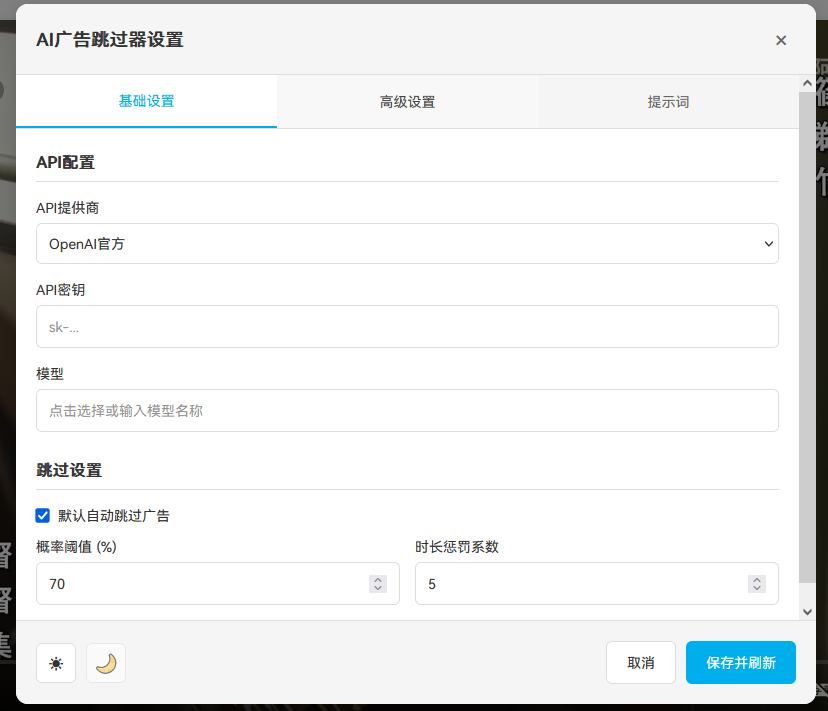 AI广告跳过器设置
×
基础设置
高级设置
提示词
API配置
API提供商
OpenAI官方
API密钥
sk-...
模型
点击选择或输入模型名称
跳过设置
默认自动跳过广告
概率阈值 (%)
时长惩罚系数
70
5
取消
保存并刷新
督
督
集